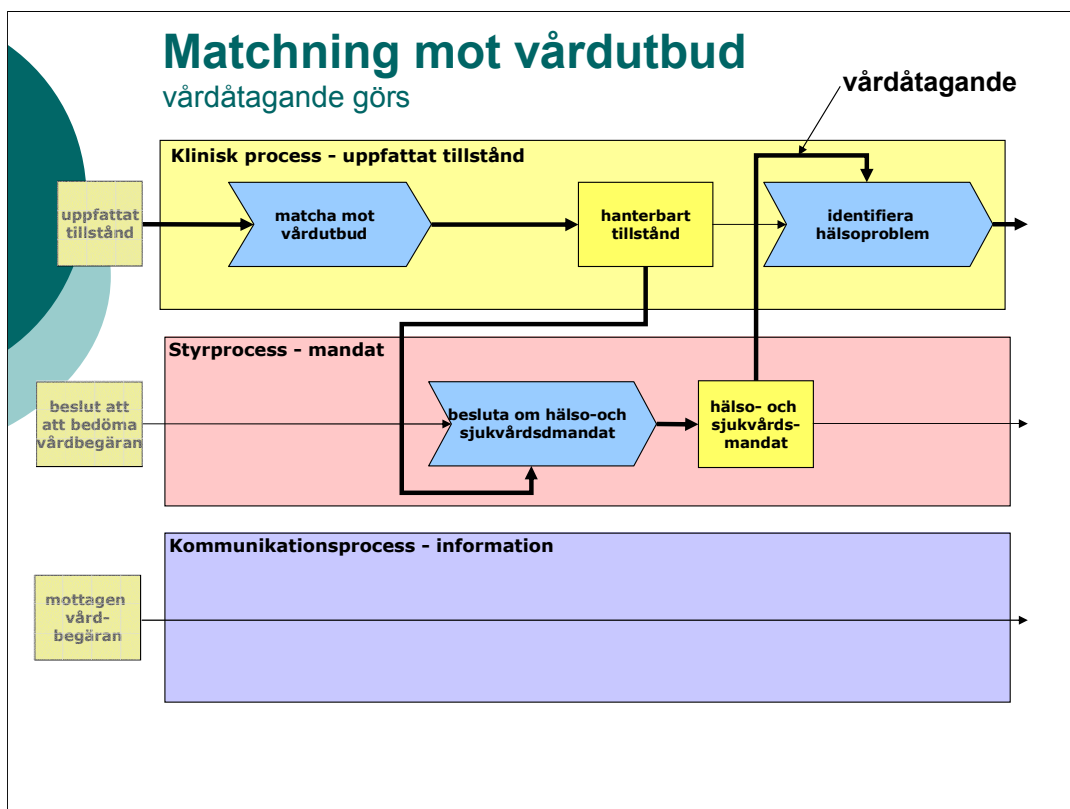 Matchning mot vårdutbud
vårdåtagande görs
vårdåtagande
Klinisk process - uppfattat tillstånd
uppfattat
tillstånd
matcha mot
vårdutbud
hanterbart
tillstånd
identifiera
hälsoproblem
Styrprocess - mandat
beslut att
att bedöma
vårdbegäran
besluta om hälso-och
sjukvårdsdmandat
hälso- och
sjukvårds-
mandat
Kommunikationsprocess - information
mottagen
vård-
begäran